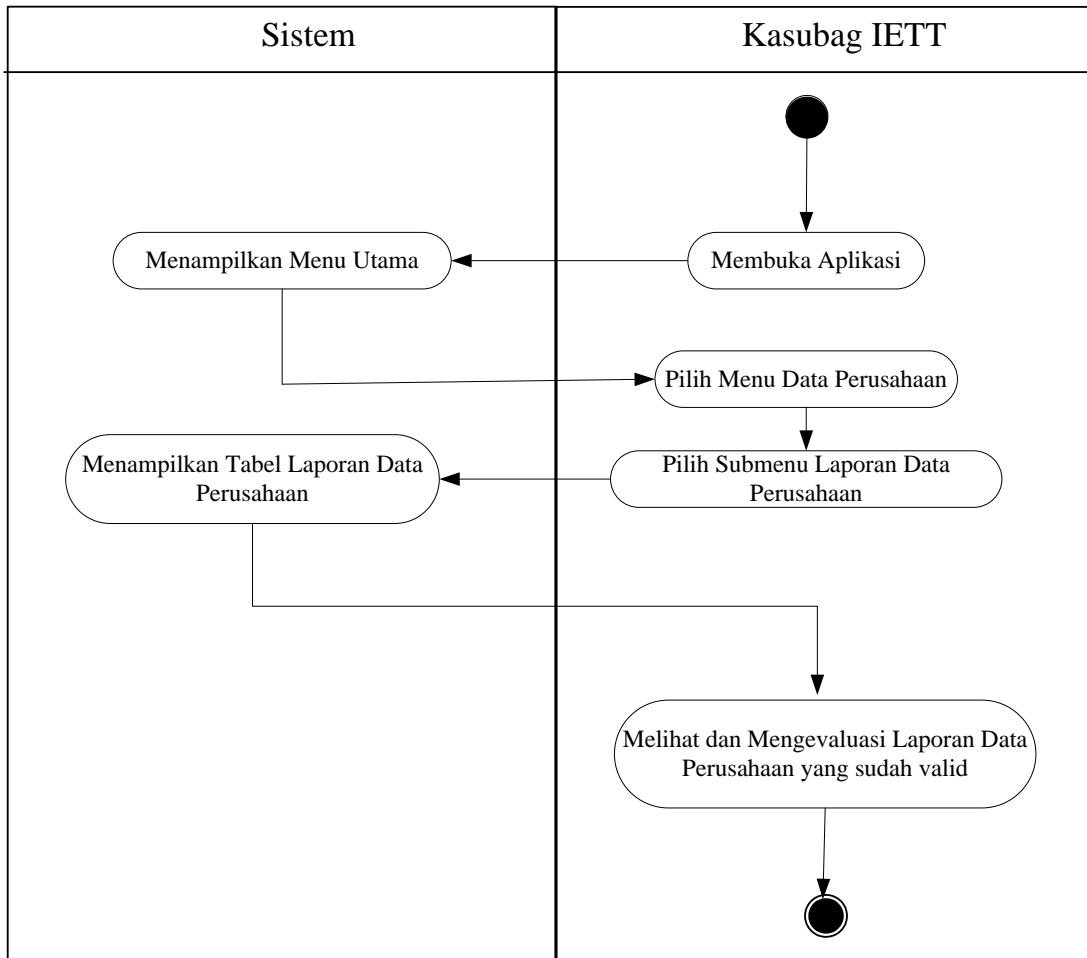 Sistem
Kasubag IETT
Membuka Aplikasi
Menampilkan Menu Utama
Pilih Menu Data Perusahaan
Pilih Submenu Laporan Data
Perusahaan
Menampilkan Tabel Laporan Data
Perusahaan
Melihat dan Mengevaluasi Laporan Data
Perusahaan yang sudah valid